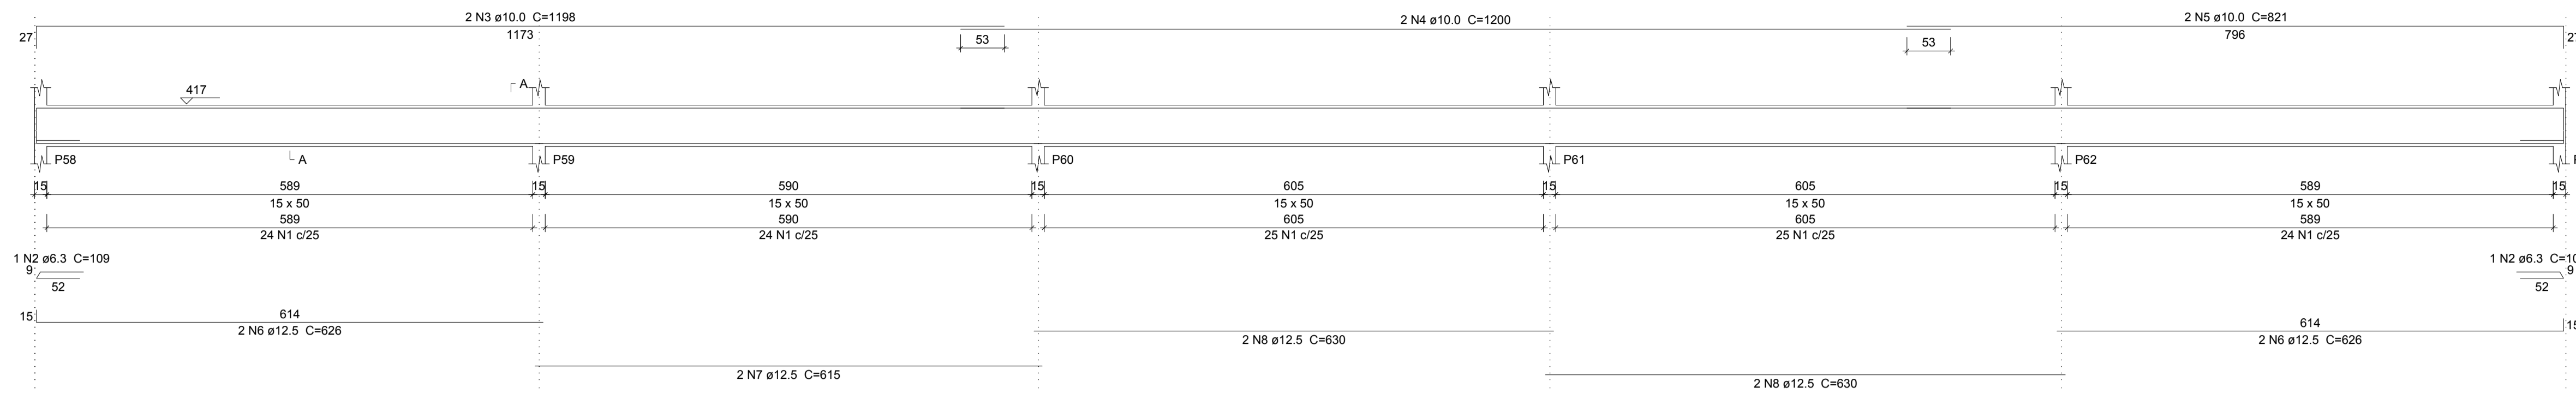 2 N3 ø10.0 C=1198
2 N4 ø10.0 C=1200
2 N5 ø10.0 C=821
27
1173
53
53
796
417
A
A
P58
P59
P60
P61
P62
15
589
15
590
15
605
15
605
15
589
15
15 x 50
15 x 50
15 x 50
15 x 50
15 x 50
589
590
605
605
589
24 N1 c/25
24 N1 c/25
25 N1 c/25
25 N1 c/25
24 N1 c/25
1 N2 ø6.3 C=109
9
52
1 N2 ø6.3
9
52
15
614
2 N6 ø12.5 C=626
2 N7 ø12.5 C=615
2 N8 ø12.5 C=630
2 N8 ø12.5 C=630
614
2 N6 ø12.5 C=626